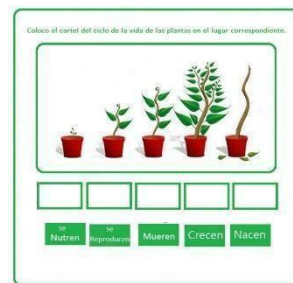 Coloco el cartel del ciclo de la vida de las plantas en el lugar correspondiente.
se Nutren
se Reproducen
Mueren
Crecen
Nacen